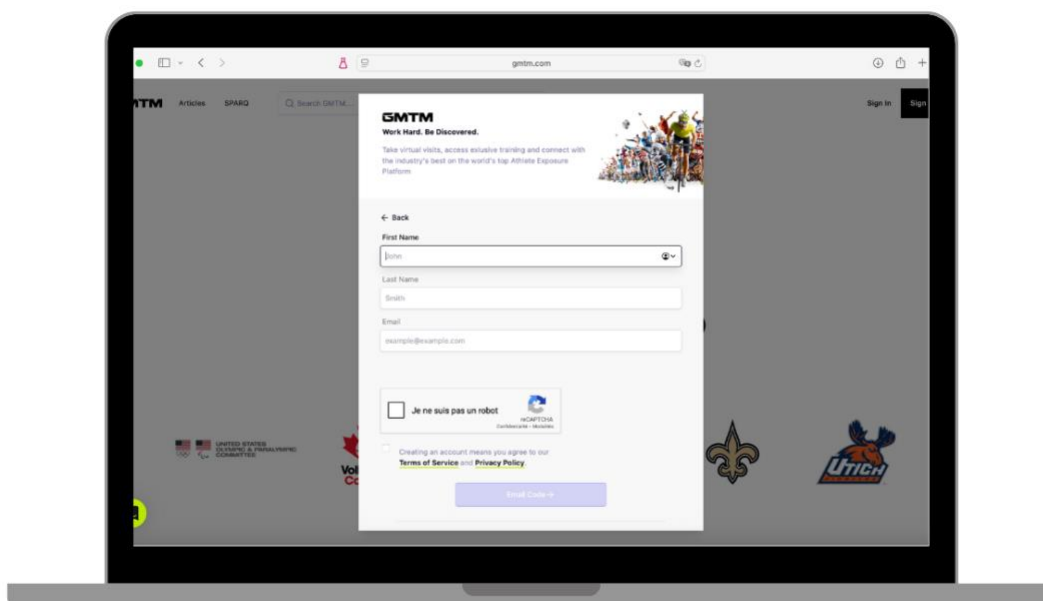 gmtm.com
MTM Articles SPARQ Search GMTM... Sign In Sign
GMTM
Work Hard. Be Discovered.
Take virtual visits, access exlusive training and connect with
the industry's best on the world's top Athlete Exposure
Platform
← Back
First Name
John
Last Name
Smith
Email
example@example.com
Je ne suis pas un robot
reCAPTCHA
Creating an account means you agree to our
Terms of Service and Privacy Policy.
Email Code →
UNITED STATES
OLYMPIC & PARALYMPIC
COMMITTEE
Vol
Co
UTICA